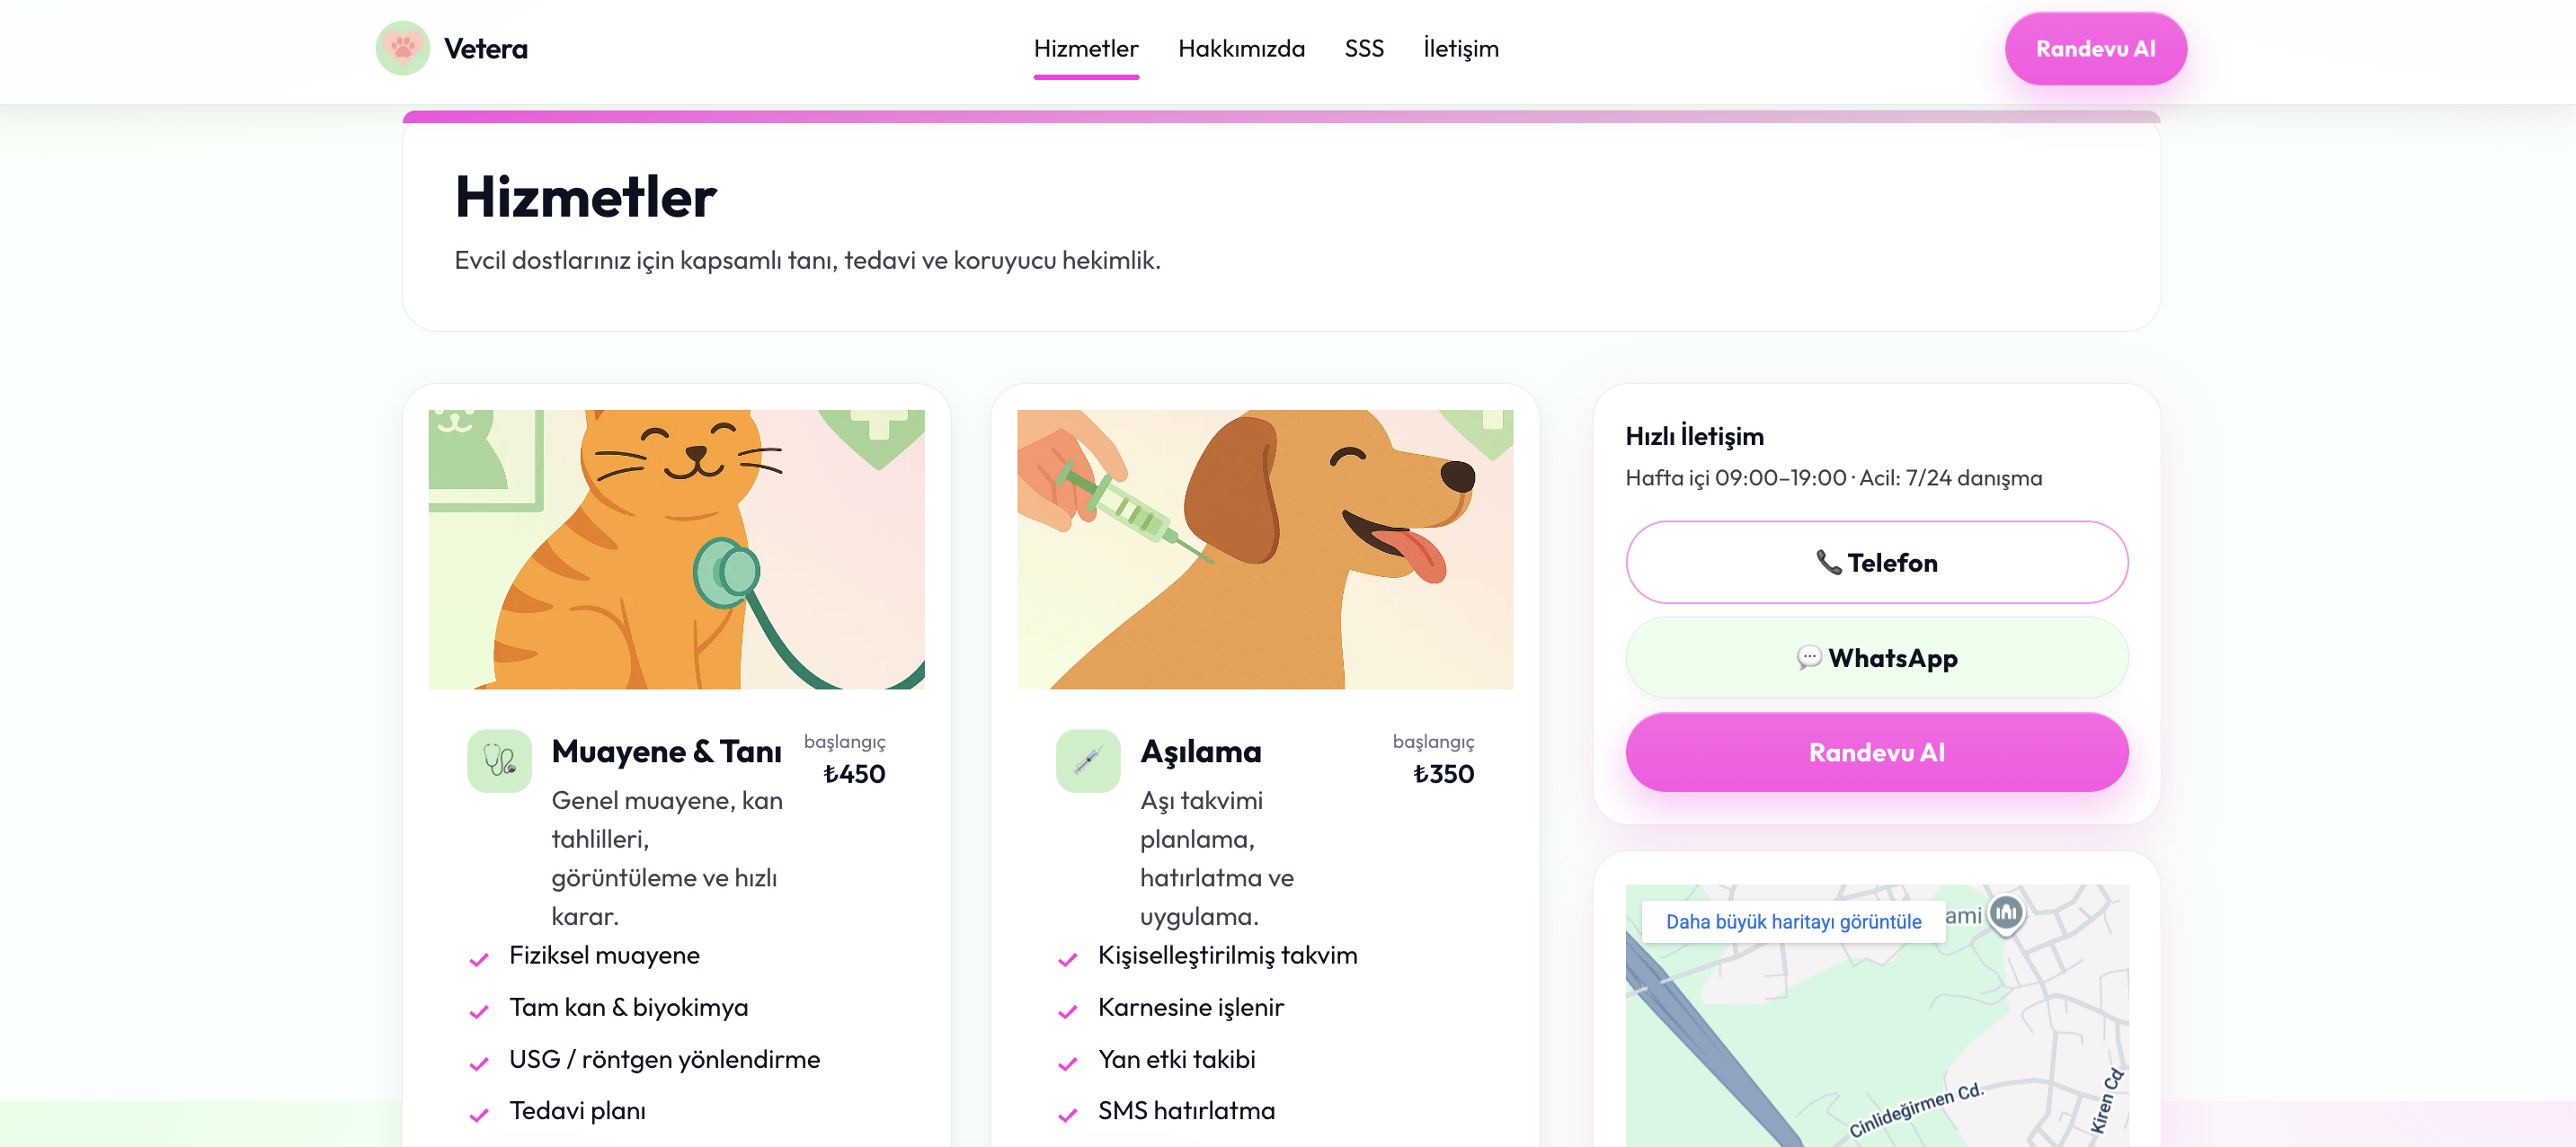 Vetera
Hizmetler
Hakkımızda
SSS
İletişim
Randevu Al
Hizmetler
Evcil dostlarınız için kapsamlı tanı, tedavi ve koruyucu hekimlik.
Muayene & Tanı
başlangıç
₺450
Genel muayene, kan
tahlilleri,
görüntüleme ve hızlı
karar.
Fiziksel muayene
Tam kan & biyokimya
USG / röntgen yönlendirme
Tedavi planı
Aşılama
başlangıç
₺350
Aşı takvimi
planlama,
hatırlatma ve
uygulama.
Kişiselleştirilmiş takvim
Karnesine işlenir
Yan etki takibi
SMS hatırlatma
Hızlı İletişim
Hafta içi 09:00–19:00 · Acil: 7/24 danışma
📞 Telefon
💬 WhatsApp
Randevu Al
Daha büyük haritayı görüntüle
ami
Cinlideğirmen Cd.
Kiren Cd